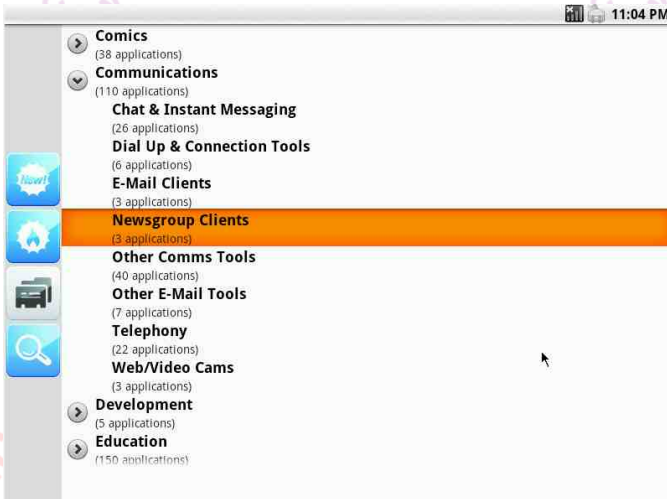 11:04 PM
Comics
(38 applications)
Communications
(110 applications)
Chat & Instant Messaging
(26 applications)
Dial Up & Connection Tools
(6 applications)
E-Mail Clients
(3 applications)
New!
Newsgroup Clients
(3 applications)
Other Comms Tools
(40 applications)
Other E-Mail Tools
(7 applications)
Telephony
(22 applications)
Web/Video Cams
(3 applications)
Development
(5 applications)
Education
(150 applications)